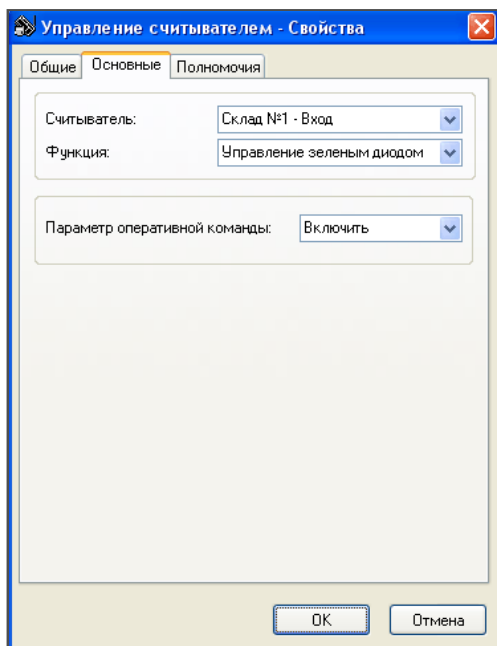 Управление считывателем - Свойства
Общие Основные Полномочия
Считыватель: Склад №1 - Вход
Функция: Управление зеленым диодом
Параметр оперативной команды: Включить
OK Отмена